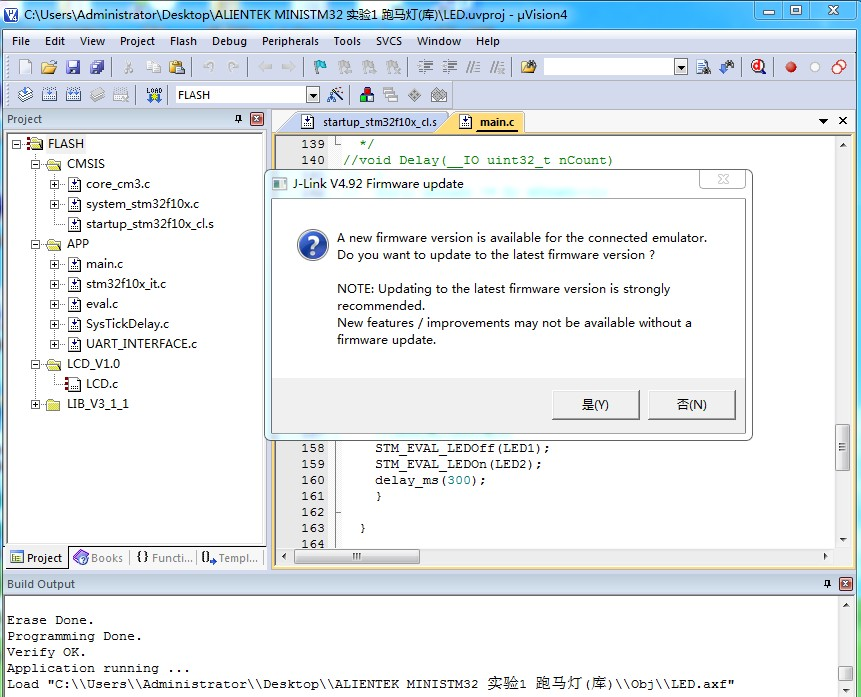 C:\Users\Administrator\Desktop\ALIENTEK MINISTM32 实验1 跑马灯(库)\LED.uvproj - µVision4
File Edit View Project Flash Debug Peripherals Tools SVCS Window Help
LOAD FLASH
Project
startup_stm32f10x_cl.s main.c
FLASH
CMSIS
core_cm3.c
system_stm32f10x.c
startup_stm32f10x_cl.s
APP
main.c
stm32f10x_it.c
eval.c
SysTickDelay.c
UART_INTERFACE.c
LCD_V1.0
LCD.c
LIB_V3_1_1
139 */
140 //void Delay(__IO uint32_t nCount)
J-Link V4.92 Firmware update
A new firmware version is available for the connected emulator.
Do you want to update to the latest firmware version ?
NOTE: Updating to the latest firmware version is strongly
recommended.
New features / improvements may not be available without a
firmware update.
是(Y) 否(N)
158 STM_EVAL_LEDOff(LED1);
159 STM_EVAL_LEDOn(LED2);
160 delay_ms(300);
161 }
162
163 }
164
Project Books {} Functi... Templ...
Build Output
Erase Done.
Programming Done.
Verify OK.
Application running ...
Load "C:\\Users\\Administrator\\Desktop\\ALIENTEK MINISTM32 实验1 跑马灯(库)\\Obj\\LED.axf"